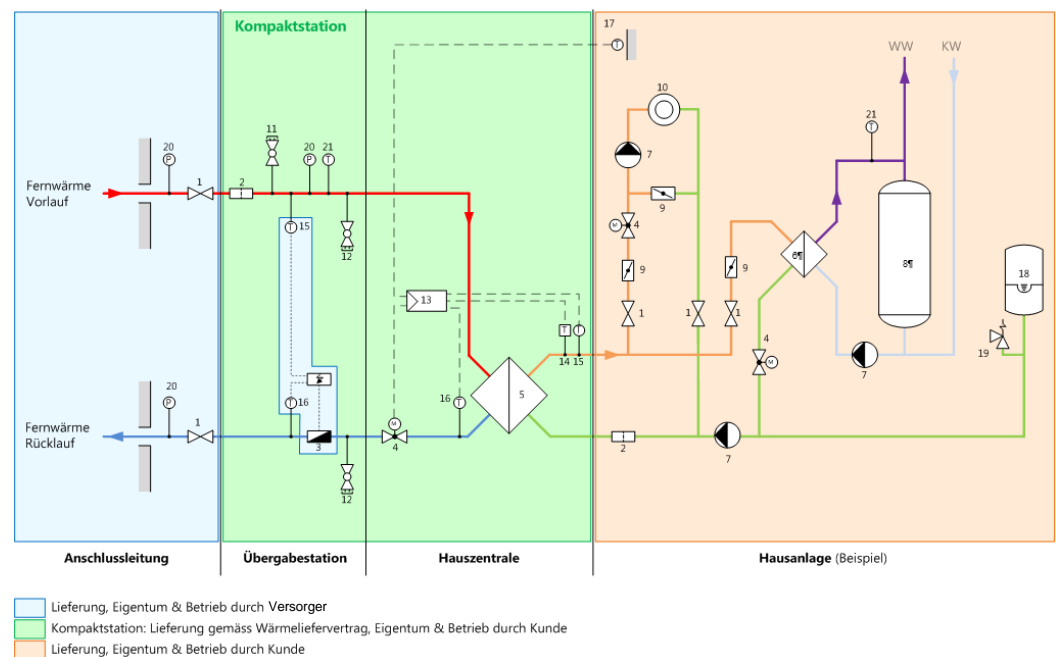 Kompaktstation
17
T
WW
KW
10
11
20
20
21
21
P
1
2
P
T
T
7
Fernwärme
Vorlauf
9
M
4
T
15
12
6¶
8¶
9
9
18
13
1
1
1
T
T
14
15
4
M
7
19
20
P
16
T
16
T
5
M
Fernwärme
Rücklauf
1
3
4
2
7
12
Anschlussleitung
Übergabestation
Hauszentrale
Hausanlage (Beispiel)
Lieferung, Eigentum & Betrieb durch Versorger
Kompaktstation: Lieferung gemäss Wärmeliefervertrag, Eigentum & Betrieb durch Kunde
Lieferung, Eigentum & Betrieb durch Kunde